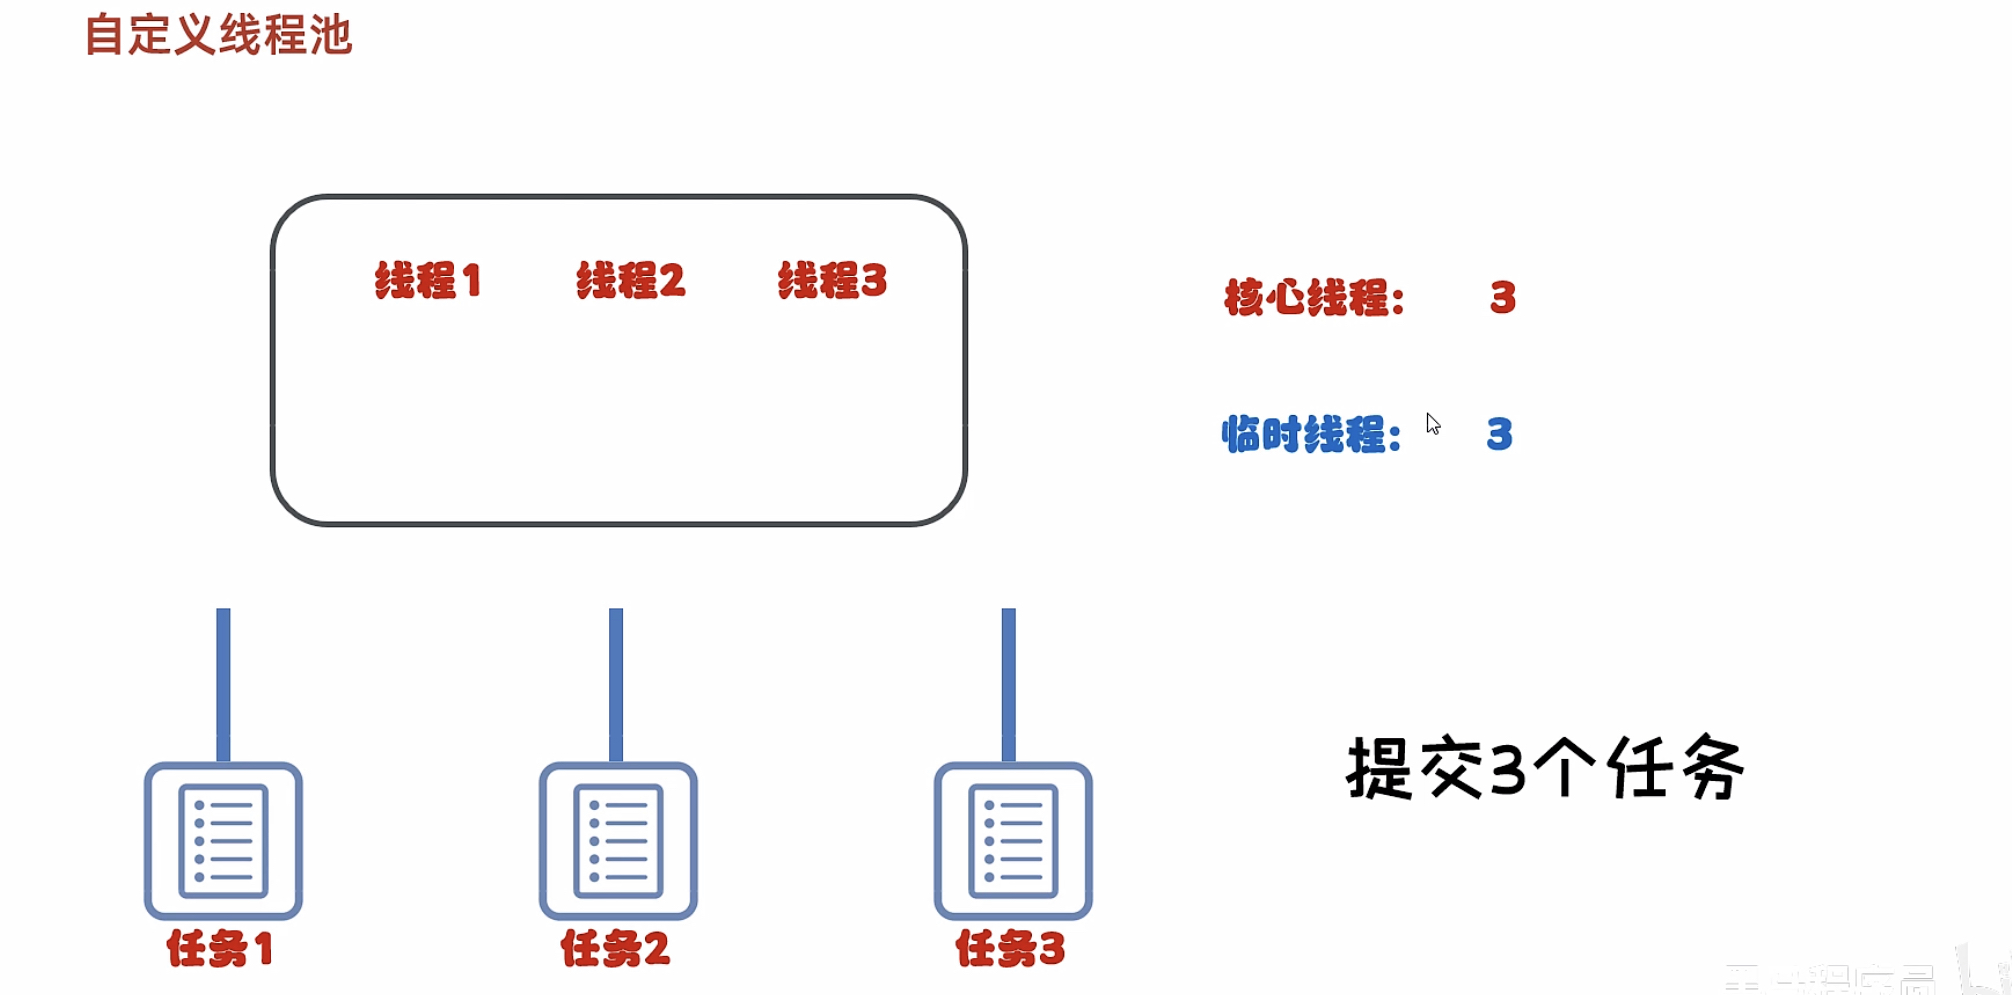 自定义线程池
线程1 线程2 线程3
核心线程: 3
临时线程: 3
提交3个任务
任务1 任务2 任务3